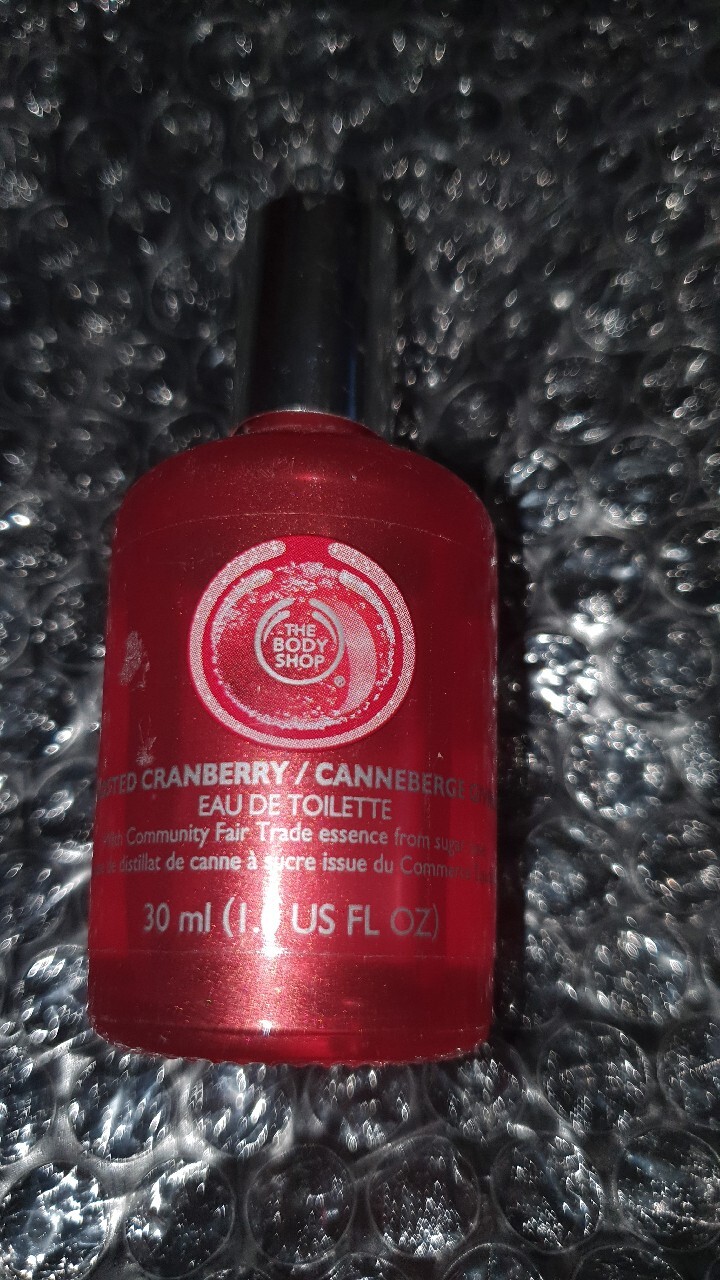 THE
BODY
SHOP
®
CRANBERRY / CANNEBERGE
EAU DE TOILETTE
Community Fair Trade essence from
distillat de canne à sucre issue du
30 ml (1. US FL OZ)